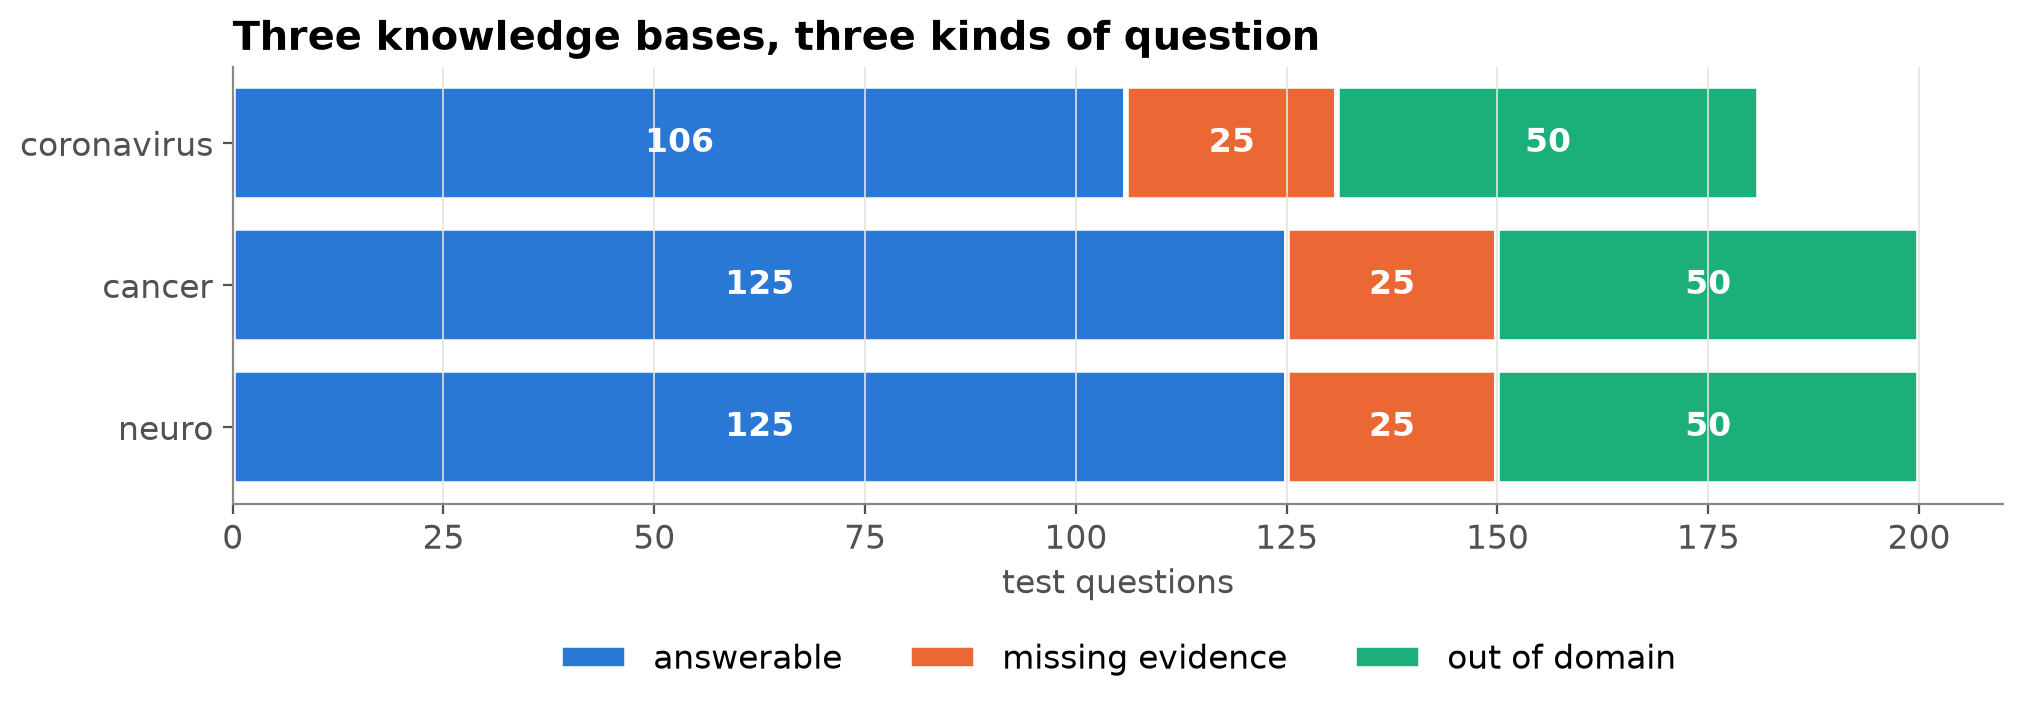 Three knowledge bases, three kinds of question
coronavirus 106 25 50
cancer 125 25 50
neuro 125 25 50
0 25 50 75 100 125 150 175 200
test questions
answerable missing evidence out of domain